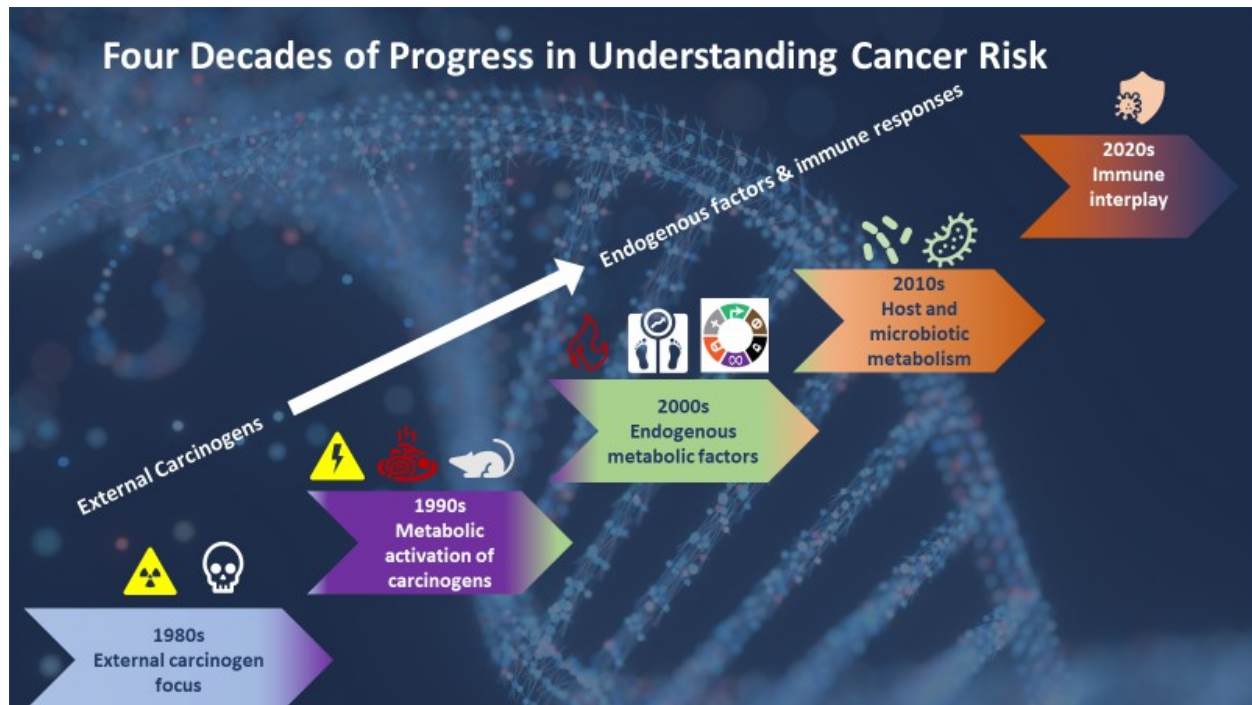 Four Decades of Progress in Understanding Cancer Risk
External Carcinogens
Endogenous factors & immune responses
1980s
External carcinogen
focus
1990s
Metabolic
activation of
carcinogens
2000s
Endogenous
metabolic factors
2010s
Host and
microbiotic
metabolism
2020s
Immune
interplay